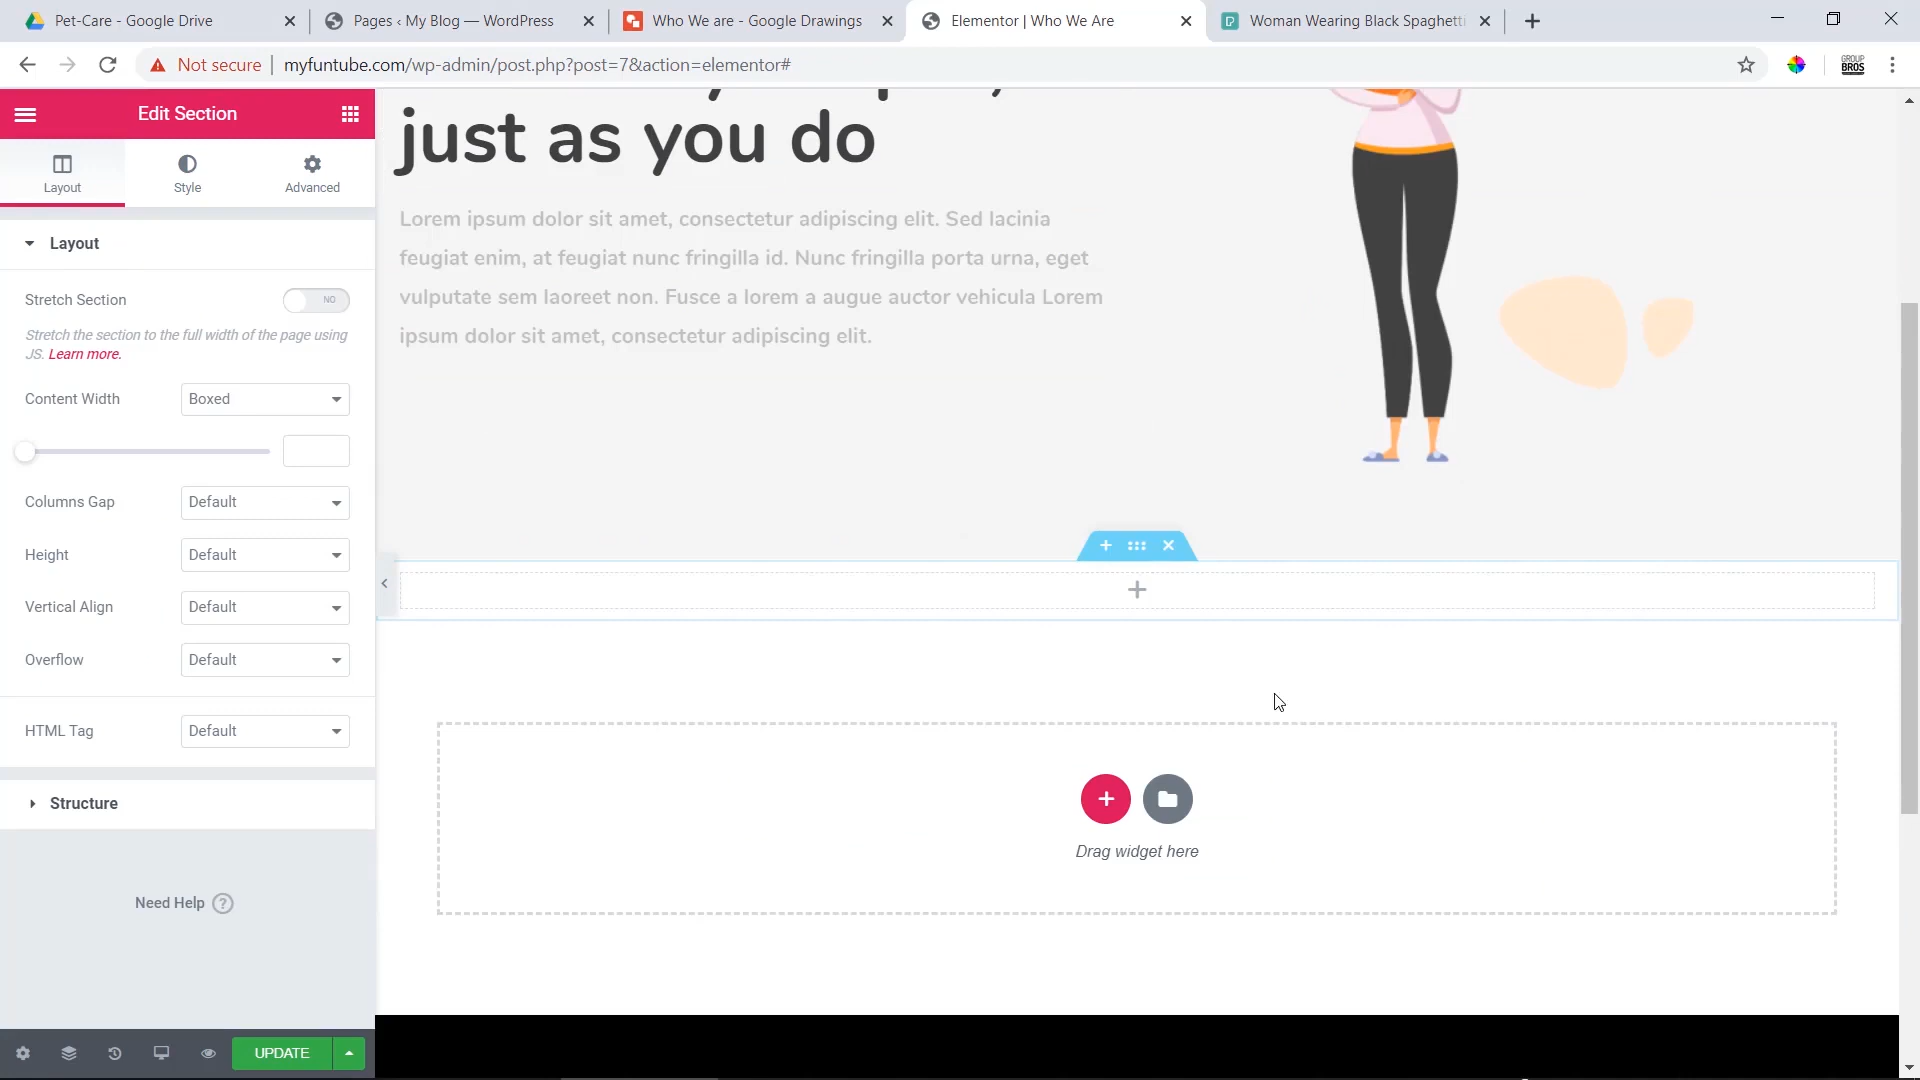 Pet-Care - Google Drive
Pages ‹ My Blog — WordPress
Who We are - Google Drawings
Elementor | Who We Are
Woman Wearing Black Spaghetti
Not secure
myfuntube.com/wp-admin/post.php?post=7&action=elementor#
GROUP
BROS
Edit Section
Layout
Style
Advanced
Layout
Stretch Section
NO
Stretch the section to the full width of the page using
JS. Learn more.
Content Width
Boxed
Columns Gap
Default
Height
Default
Vertical Align
Default
Overflow
Default
HTML Tag
Default
Structure
Need Help ?
UPDATE
just as you do
Lorem ipsum dolor sit amet, consectetur adipiscing elit. Sed lacinia
feugiat enim, at feugiat nunc fringilla id. Nunc fringilla porta urna, eget
vulputate sem laoreet non. Fusce a lorem a augue auctor vehicula Lorem
ipsum dolor sit amet, consectetur adipiscing elit.
Drag widget here